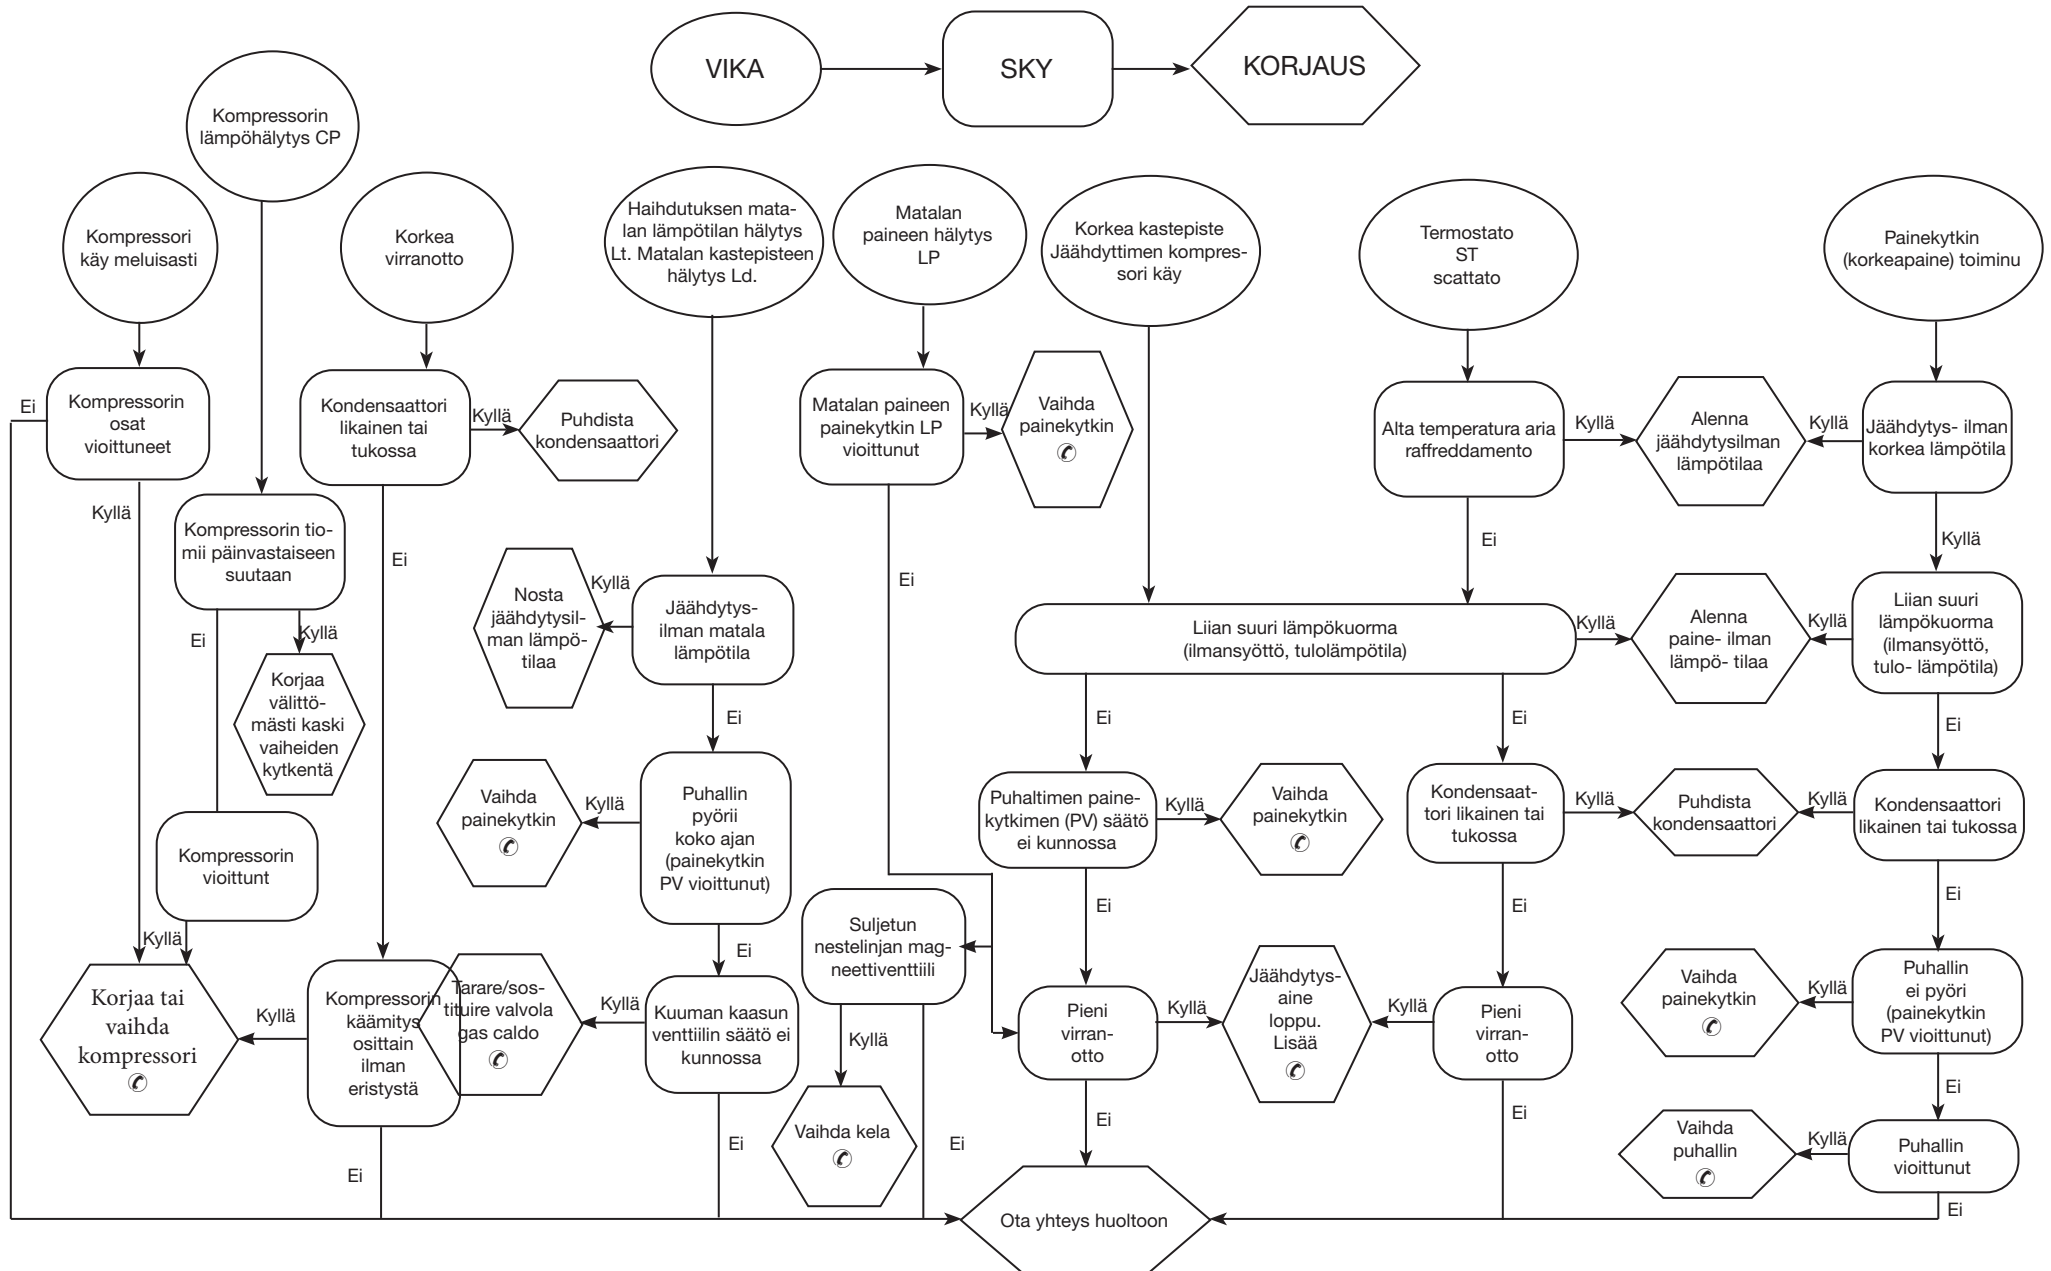 VIKA
SKY
KORJAUS
Kompressorin
lämpöhälytys CP
Kompressori
käy meluisasti
Korkea
virranotto
Haihdutuksen mata-
lan lämpötilan hälytys
Lt. Matalan kastepisteen
hälytys Ld.
Matalan
paineen hälytys
LP
Korkea kastepiste
Jäähdyttimen kompres-
sori käy
Termostato
ST
scattato
Painekytkin
(korkeapaine) toiminu
Ei
Kompressorin
osat
vioittuneet
Kyllä
Kondensaattori
likainen tai
tukossa
Kyllä
Puhdista
kondensaattori
Matalan paineen
painekytkin LP
vioittunut
Kyllä
Vaihda
painekytkin
Alta temperatura aria
raffreddamento
Kyllä
Alenna
jäähdytysilman
lämpötilaa
Kyllä
Jäähdytys- ilman
korkea lämpötila
Kompressorin tio-
mii päinvastaiseen
suutaan
Ei
Ei
Ei
Kyllä
Nosta
jäähdytysil-
man lämpö-
tilaa
Kyllä
Jäähdytys-
ilman matala
lämpötila
Liian suuri lämpökuorma
(ilmansyöttö, tulolämpötila)
Kyllä
Alenna
paine- ilman
lämpö- tilaa
Kyllä
Liian suuri
lämpökuorma
(ilmansyöttö,
tulo- lämpötila)
Ei
Kyllä
Korjaa
välittö-
mästi kaski
vaiheiden
kytkentä
Ei
Ei
Ei
Ei
Vaihda
painekytkin
Kyllä
Puhallin
pyörii
koko ajan
(painekytkin
PV vioittunut)
Puhaltimen paine-
kytkimen (PV) säätö
ei kunnossa
Kyllä
Vaihda
painekytkin
Kondensaat-
tori likainen tai
tukossa
Kyllä
Puhdista
kondensaattori
Kyllä
Kondensaattori
likainen tai tukossa
Kompressorin
vioittunt
Kyllä
Ei
Ei
Ei
Ei
Suljetun
nestelinjan mag-
neettiventtiili
Korjaa tai
vaihda
kompressori
Kyllä
Kompressorin
käämitys
osittain
ilman
eristystä
Tarare/sos-
tituire valvola
gas caldo
Kyllä
Kuuman kaasun
venttiilin säätö ei
kunnossa
Kyllä
Pieni
virran-
otto
Kyllä
Jäähdytys-
aine
loppu.
Lisää
Kyllä
Pieni
virran-
otto
Vaihda
painekytkin
Kyllä
Puhallin
ei pyöri
(painekytkin
PV vioittunut)
Ei
Ei
Vaihda kela
Ei
Ei
Ei
Ei
Vaihda
puhallin
Kyllä
Puhallin
vioittunut
Ei
Ota yhteys huoltoon